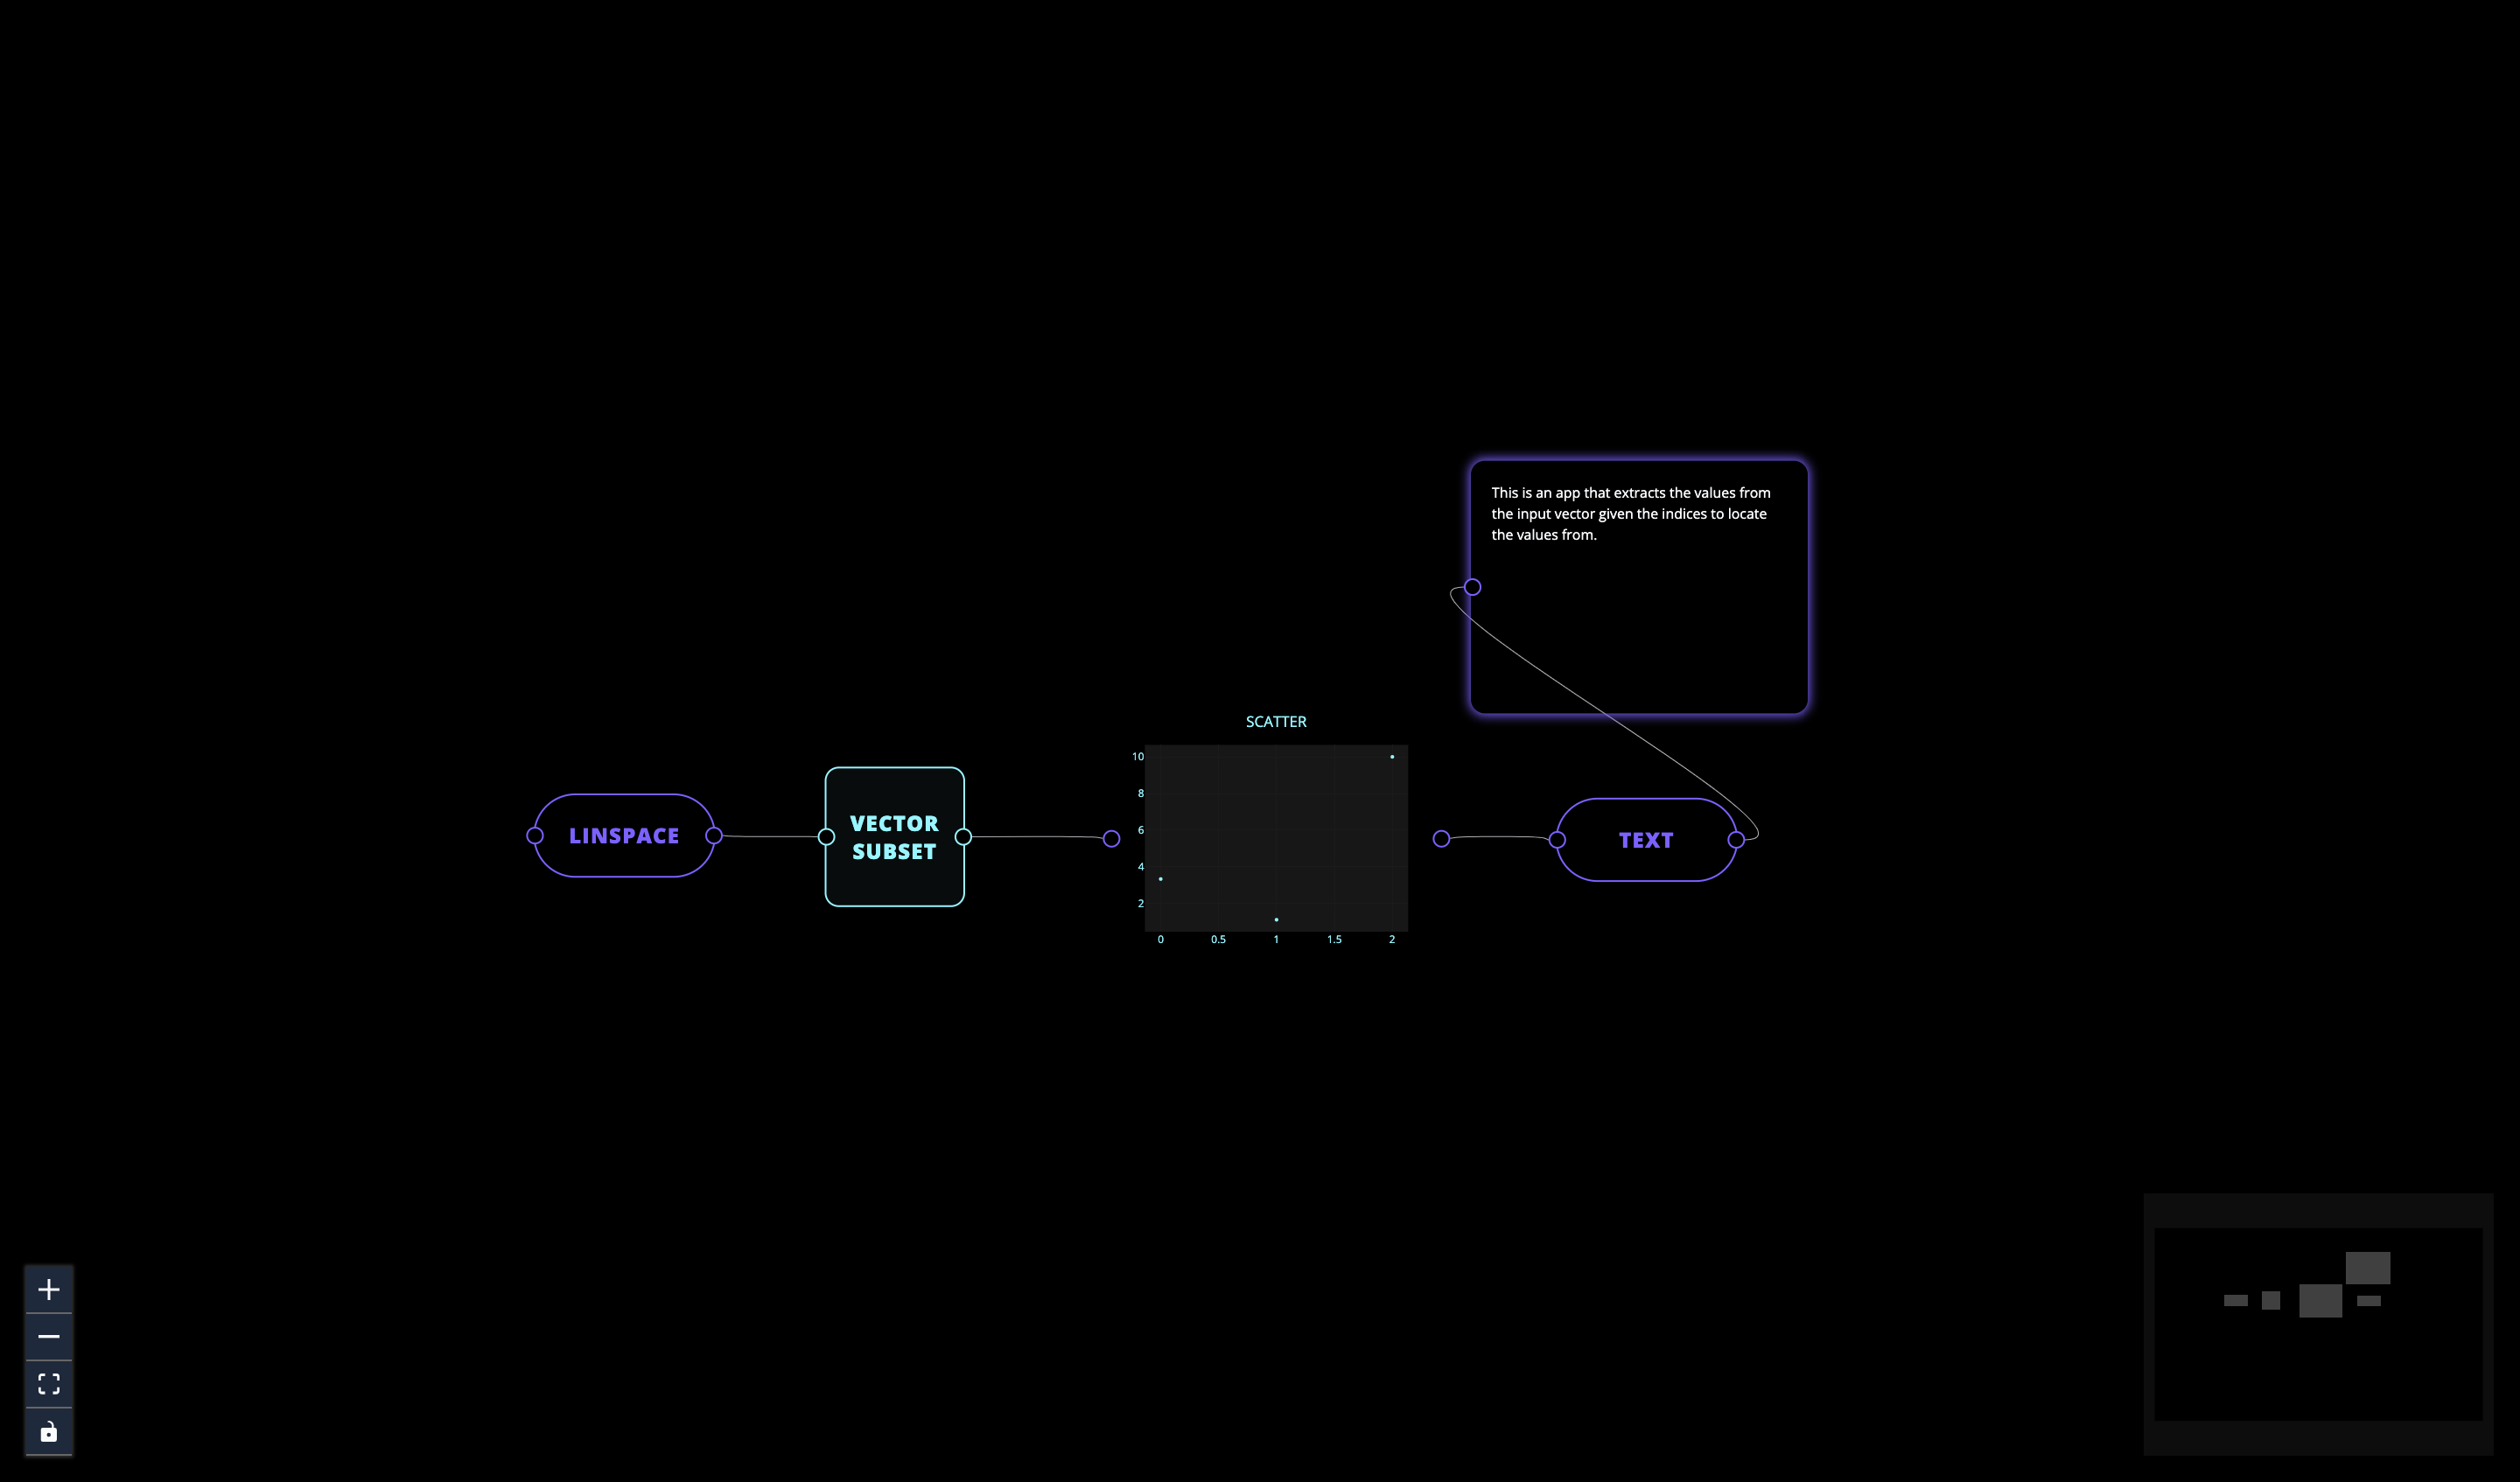 This is an app that extracts the values from
the input vector given the indices to locate
the values from.
SCATTER
10
8
6
4
2
0 0.5 1 1.5 2
LINSPACE
VECTOR
SUBSET
TEXT